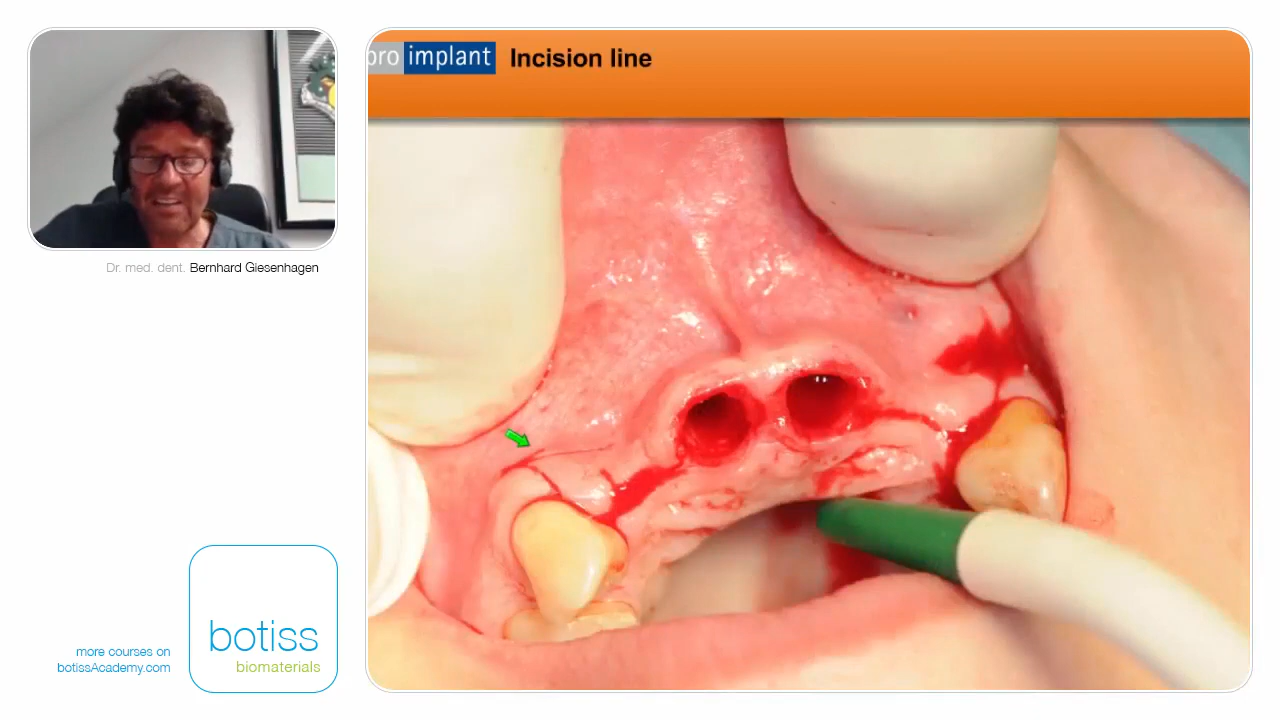 pro implant Incision line
Dr. med. dent. Bernhard Giesenhagen
botiss
biomaterials
more courses on
botissAcademy.com